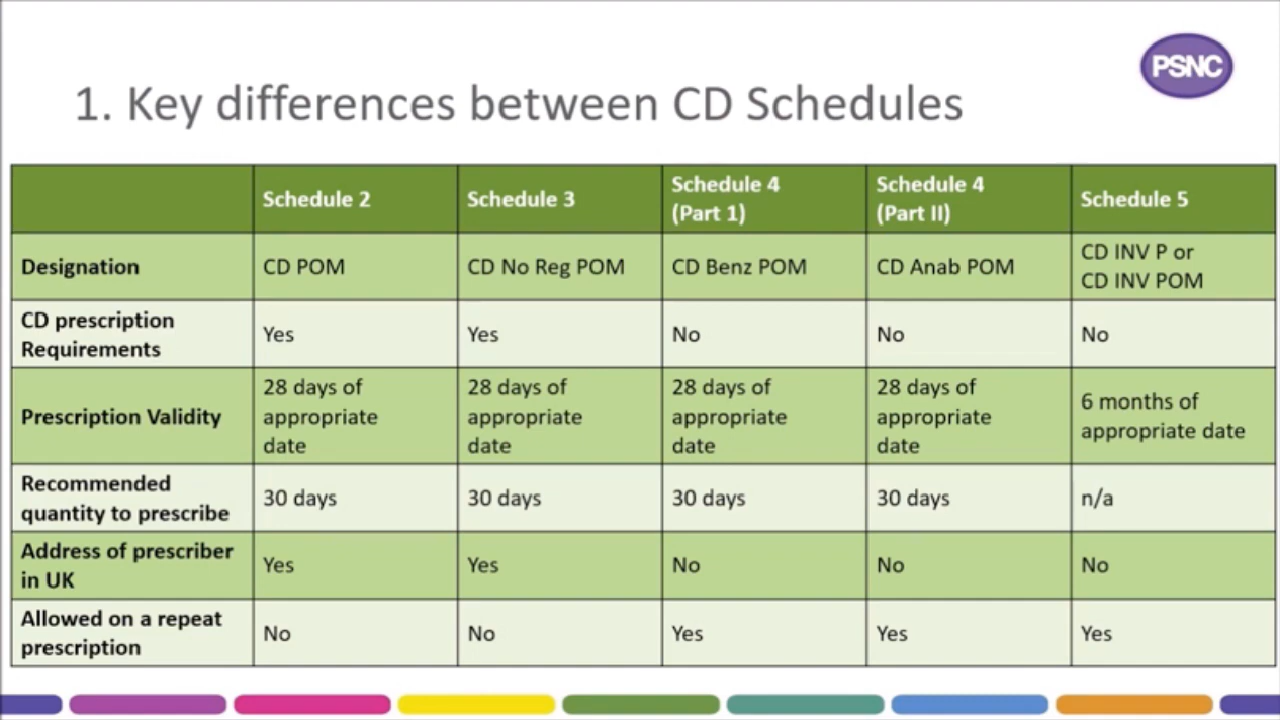 PSNC
1. Key differences between CD Schedules
Schedule 2
Schedule 3
Schedule 4
(Part 1)
Schedule 4
(Part II)
Schedule 5
Designation
CD POM
CD No Reg POM
CD Benz POM
CD Anab POM
CD INV P or
CD INV POM
CD prescription
Requirements
Yes
Yes
No
No
No
Prescription Validity
28 days of
appropriate
date
28 days of
appropriate
date
28 days of
appropriate
date
28 days of
appropriate
date
6 months of
appropriate date
Recommended
quantity to prescribe
30 days
30 days
30 days
30 days
n/a
Address of prescriber
in UK
Yes
Yes
No
No
No
Allowed on a repeat
prescription
No
No
Yes
Yes
Yes